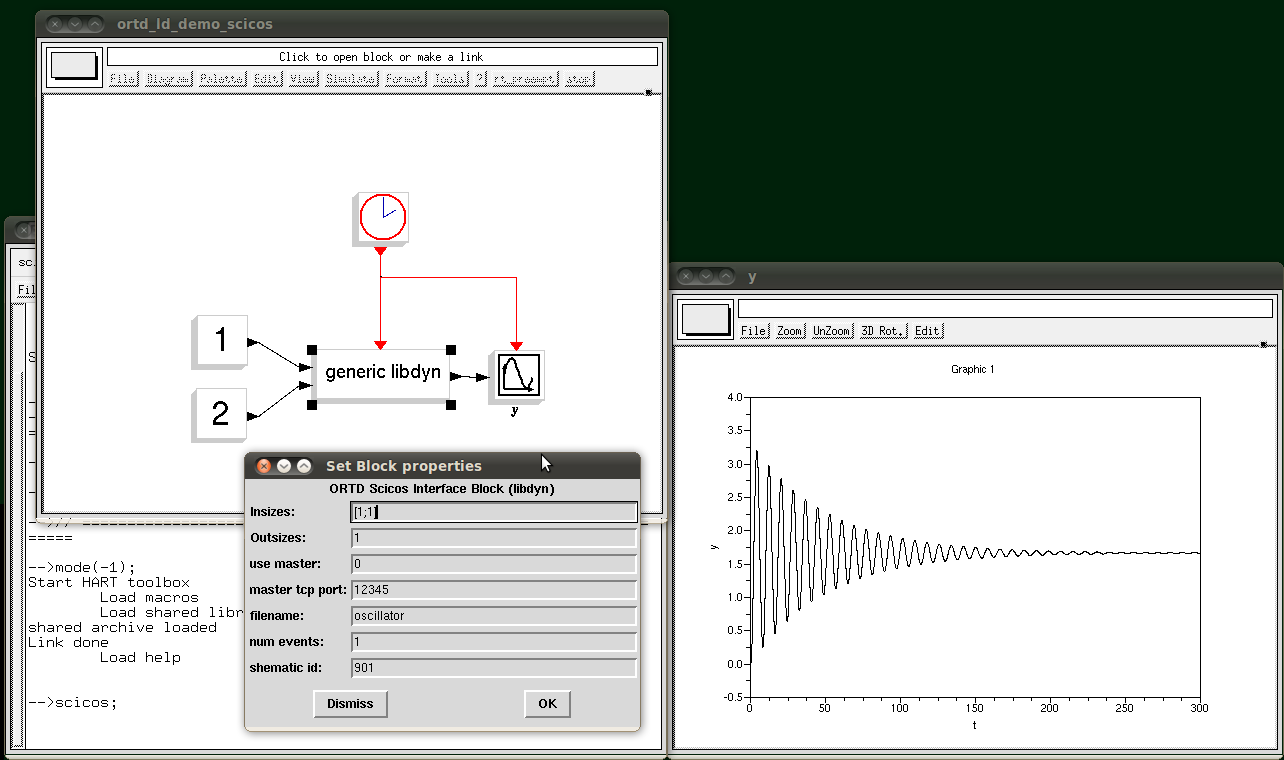 ortd_ld_demo_scicos
Click to open block or make a link
File Diagram Palette Edit View Simulate Format Tools ? rt_preempt stop
1
2
generic libdyn
y
sc.
Fil
S
=====
-->mode(-1);
Start HART toolbox
Load macros
Load shared libr
shared archive loaded
Link done
Load help
-->scicos;
Set Block properties
ORTD Scicos Interface Block (libdyn)
Insizes: [1;1]
Outsizes: 1
use master: 0
master tcp port: 12345
filename: oscillator
num events: 1
shematic id: 901
Dismiss OK
y
File Zoom UnZoom 3D Rot. Edit
Graphic 1
4.0
3.5
3.0
2.5
2.0
1.5
1.0
0.5
0.0
-0.5
y
0 50 100 150 200 250 300
t